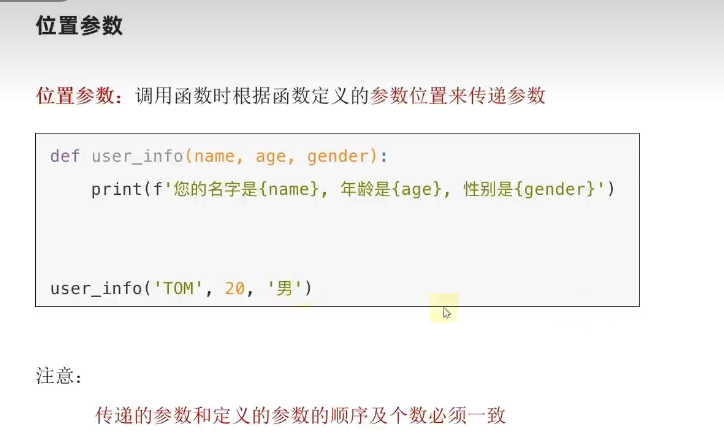 位置参数
位置参数：调用函数时根据函数定义的参数位置来传递参数
def user_info(name, age, gender):
    print(f'您的名字是{name}, 年龄是{age}, 性别是{gender}')
user_info('TOM', 20, '男')
注意：
传递的参数和定义的参数的顺序及个数必须一致